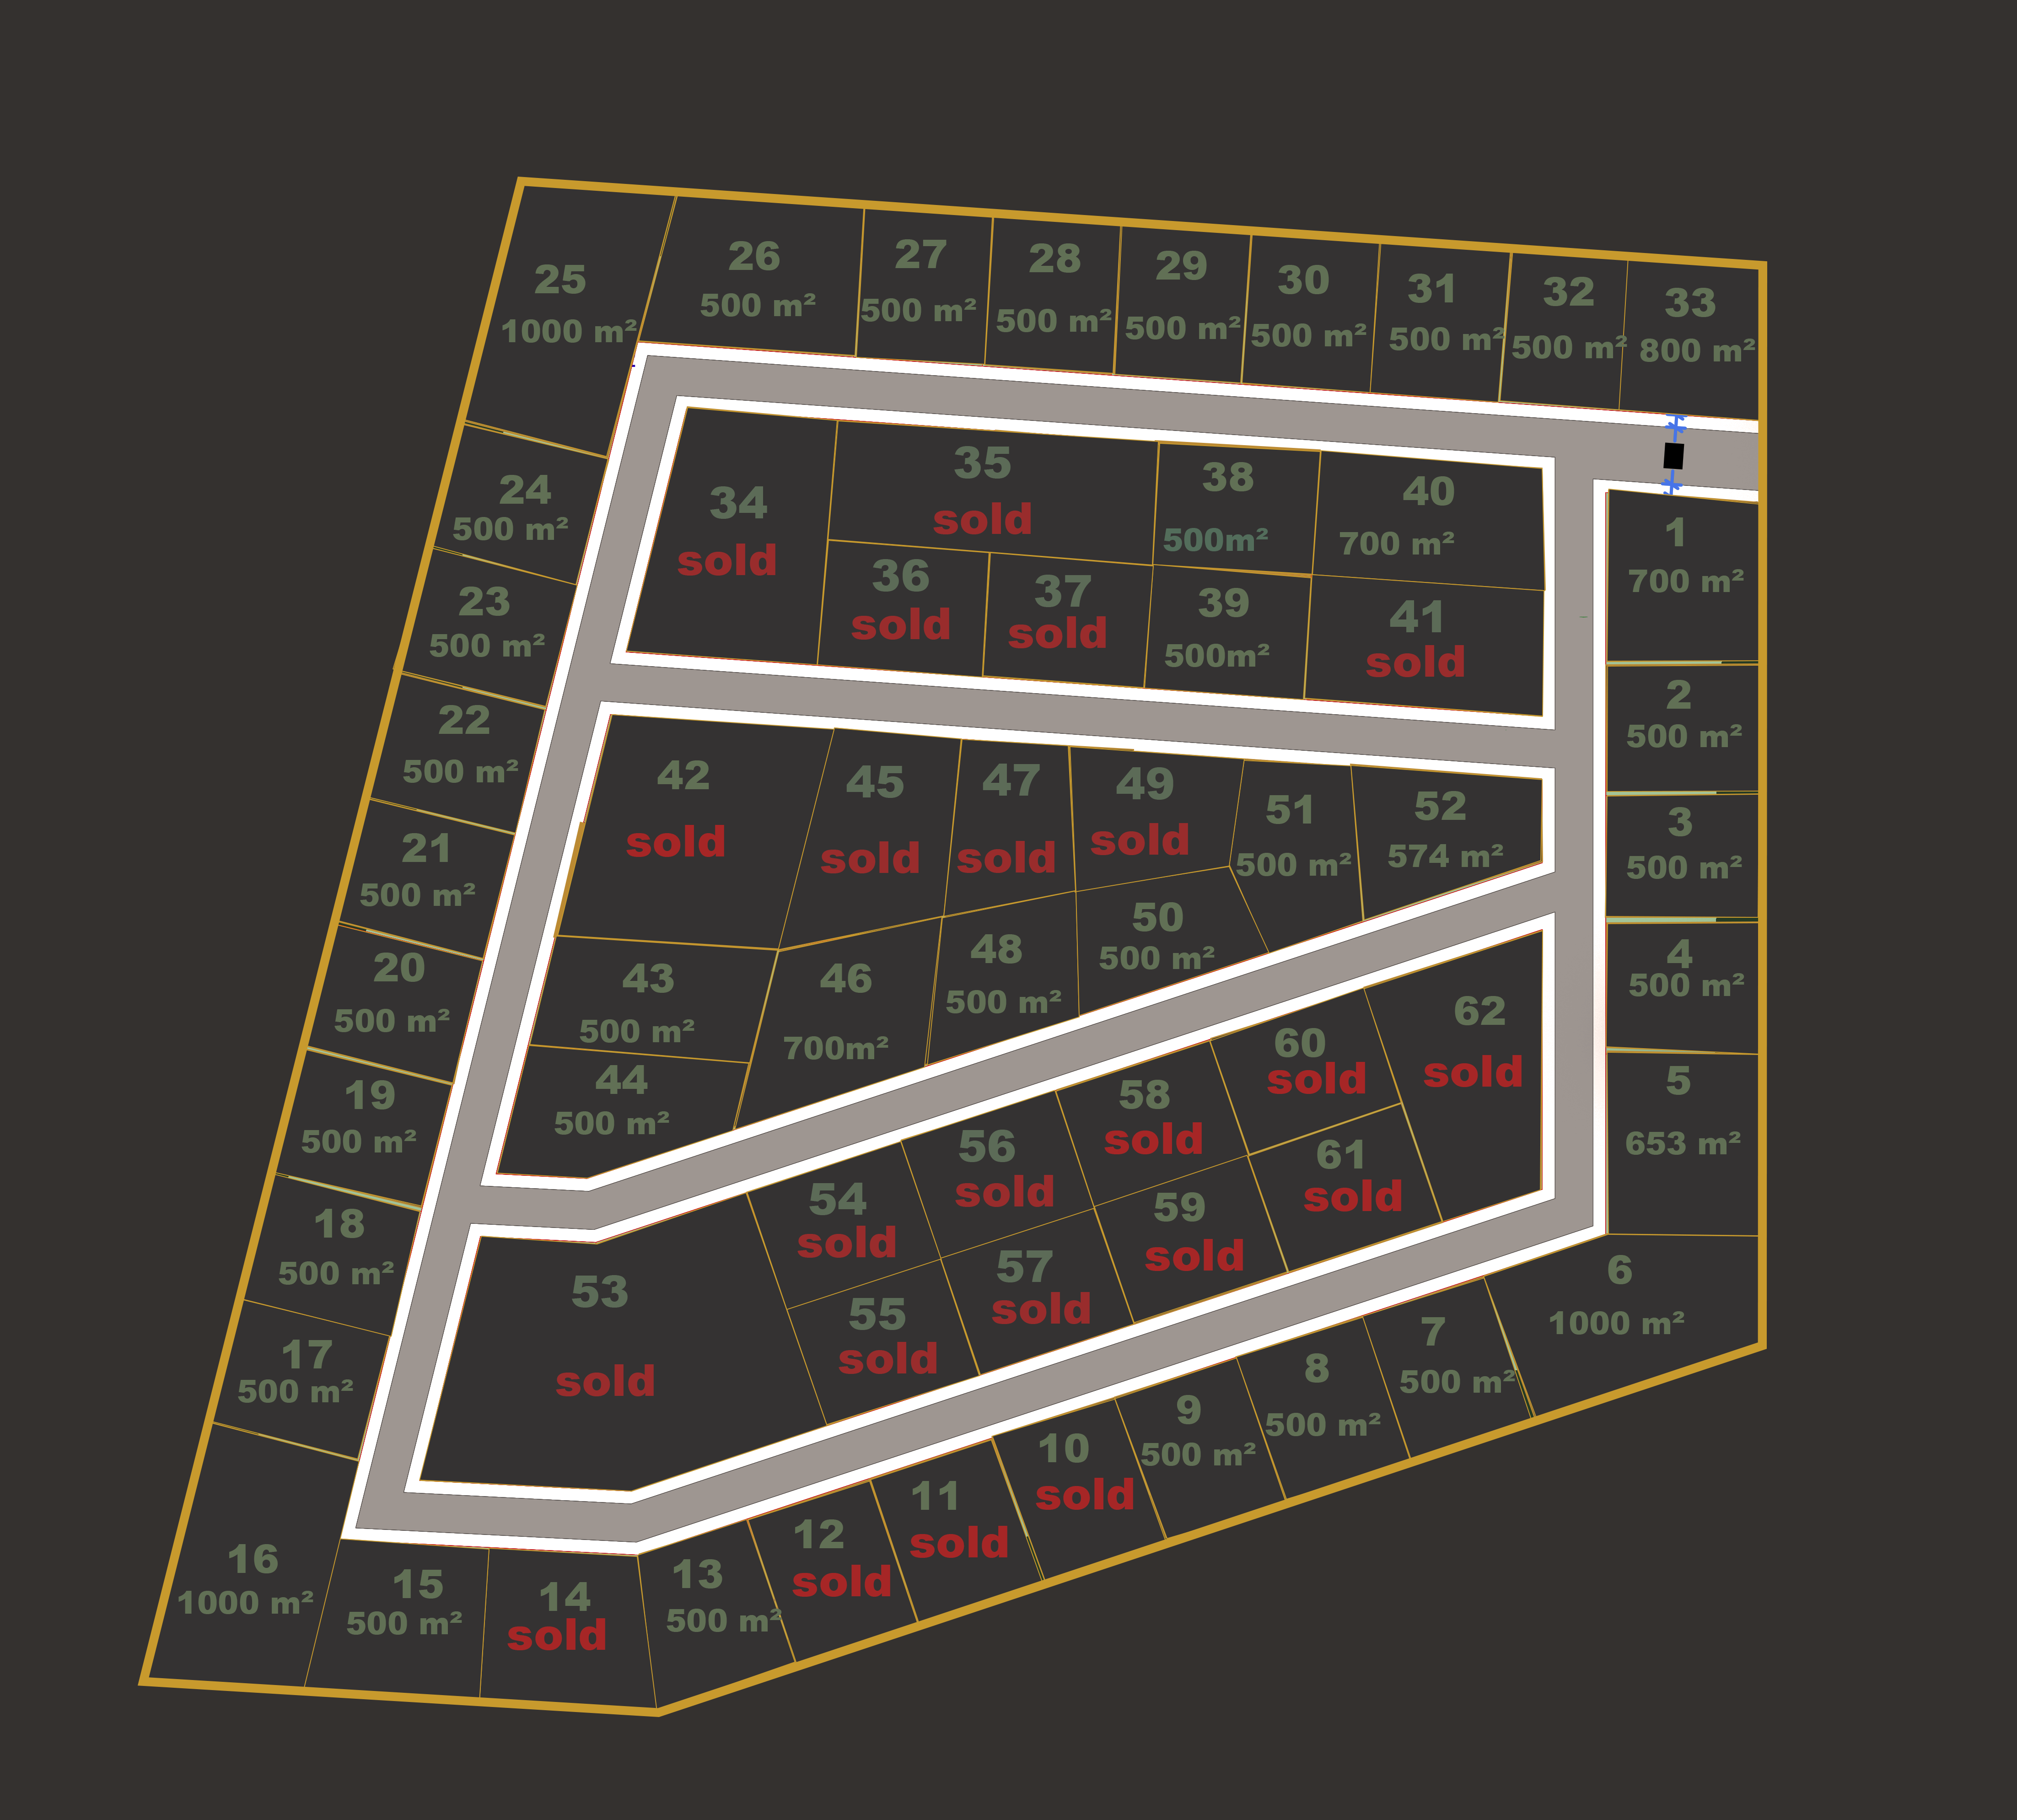 25
1000 m²
26
500 m²
27
500 m²
28
500 m²
29
500 m²
30
500 m²
31
500 m²
32
500 m²
33
800 m²
24
500 m²
23
500 m²
22
500 m²
21
500 m²
20
500 m²
19
500 m²
18
500 m²
17
500 m²
16
1000 m²
34
sold
35
sold
36
sold
37
sold
38
500m²
39
500m²
40
700 m²
41
sold
42
sold
43
500 m²
44
500 m²
45
sold
46
700m²
47
sold
48
500 m²
49
sold
50
500 m²
51
500 m²
52
574 m²
53
sold
54
sold
55
sold
56
sold
57
sold
58
sold
59
sold
60
sold
61
sold
62
sold
1
700 m²
2
500 m²
3
500 m²
4
500 m²
5
653 m²
6
1000 m²
7
500 m²
8
500 m²
9
500 m²
10
sold
11
sold
12
sold
13
500 m²
14
sold
15
500 m²